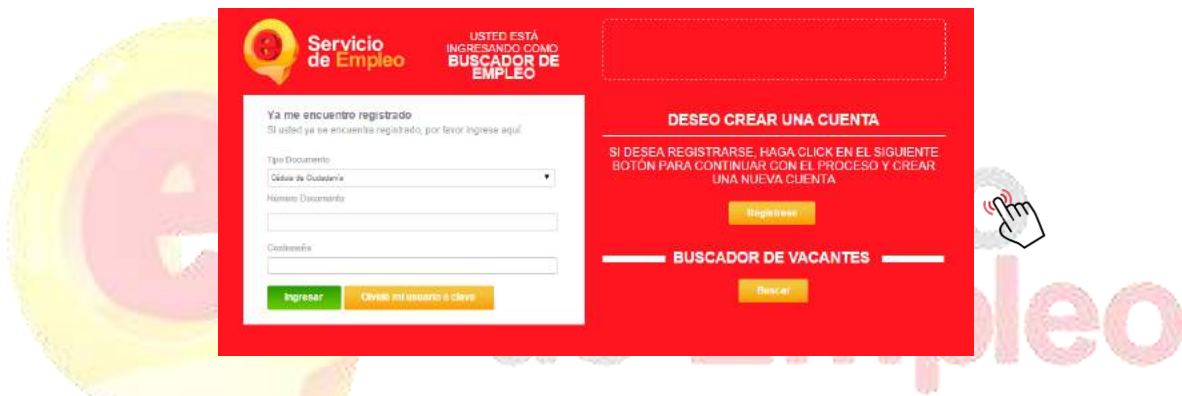 Servicio
de Empleo
USTED ESTÁ
INGRESANDO COMO
BUSCADOR DE
EMPLEO
Ya me encuentro registrado
Si usted ya se encuentra registrado, por favor ingrese aquí.
Tipo Documento
Cédula de Ciudadanía
Número Documento
Contraseña
Ingresar
Olvidé mi usuario o clave
DESEO CREAR UNA CUENTA
SI DESEA REGISTRARSE, HAGA CLICK EN EL SIGUIENTE
BOTÓN PARA CONTINUAR CON EL PROCESO Y CREAR
UNA NUEVA CUENTA
Regístrese
BUSCADOR DE VACANTES
Buscar